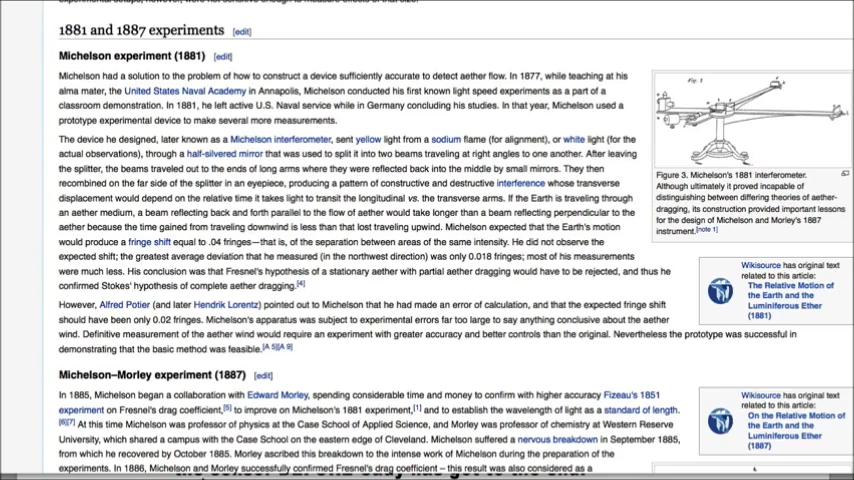 1881 and 1887 experiments [edit]
Michelson experiment (1881) [edit]
Michelson had a solution to the problem of how to construct a device sufficiently accurate to detect aether flow. In 1877, while teaching at his
alma mater, the United States Naval Academy in Annapolis, Michelson conducted his first known light speed experiments as a part of a
classroom demonstration. In 1881, he left active U.S. Naval service while in Germany concluding his studies. In that year, Michelson used a
prototype experimental device to make several more measurements.
The device he designed, later known as a Michelson interferometer, sent yellow light from a sodium flame (for alignment), or white light (for the
actual observations), through a half-silvered mirror that was used to split it into two beams traveling at right angles to one another. After leaving
the splitter, the beams traveled out to the ends of long arms where they were reflected back into the middle by small mirrors. They then
recombined on the far side of the splitter in an eyepiece, producing a pattern of constructive and destructive interference whose transverse
displacement would depend on the relative time it takes light to transit the longitudinal vs. the transverse arms. If the Earth is traveling through
an aether medium, a beam reflecting back and forth parallel to the flow of aether would take longer than a beam reflecting perpendicular to the
aether because the time gained from traveling downwind is less than that lost traveling upwind. Michelson expected that the Earth's motion
would produce a fringe shift equal to .04 fringes—that is, of the separation between areas of the same intensity. He did not observe the
expected shift; the greatest average deviation that he measured (in the northwest direction) was only 0.018 fringes; most of his measurements
were much less. His conclusion was that Fresnel's hypothesis of a stationary aether with partial aether dragging would have to be rejected, and thus he
confirmed Stokes' hypothesis of complete aether dragging.[4]
However, Alfred Potier (and later Hendrik Lorentz) pointed out to Michelson that he had made an error of calculation, and that the expected fringe shift
should have been only 0.02 fringes. Michelson's apparatus was subject to experimental errors far too large to say anything conclusive about the aether
wind. Definitive measurement of the aether wind would require an experiment with greater accuracy and better controls than the original. Nevertheless the prototype was successful in
demonstrating that the basic method was feasible.[A 5][A 9]
Michelson–Morley experiment (1887) [edit]
In 1885, Michelson began a collaboration with Edward Morley, spending considerable time and money to confirm with higher accuracy Fizeau's 1851
experiment on Fresnel's drag coefficient,[5] to improve on Michelson's 1881 experiment,[1] and to establish the wavelength of light as a standard of length.
[6][7] At this time Michelson was professor of physics at the Case School of Applied Science, and Morley was professor of chemistry at Western Reserve
University, which shared a campus with the Case School on the eastern edge of Cleveland. Michelson suffered a nervous breakdown in September 1885,
from which he recovered by October 1885. Morley ascribed this breakdown to the intense work of Michelson during the preparation of the
experiments. In 1886, Michelson and Morley successfully confirmed Fresnel's drag coefficient – this result was also considered as a
Fig. 1
Figure 3. Michelson's 1881 interferometer.
Although ultimately it proved incapable of
distinguishing between differing theories of aether-
dragging, its construction provided important lessons
for the design of Michelson and Morley's 1887
instrument.[note 1]
Wikisource has original text
related to this article:
The Relative Motion of
the Earth and the
Luminiferous Ether
(1881)
Wikisource has original text
related to this article:
On the Relative Motion of
the Earth and the
Luminiferous Ether
(1887)